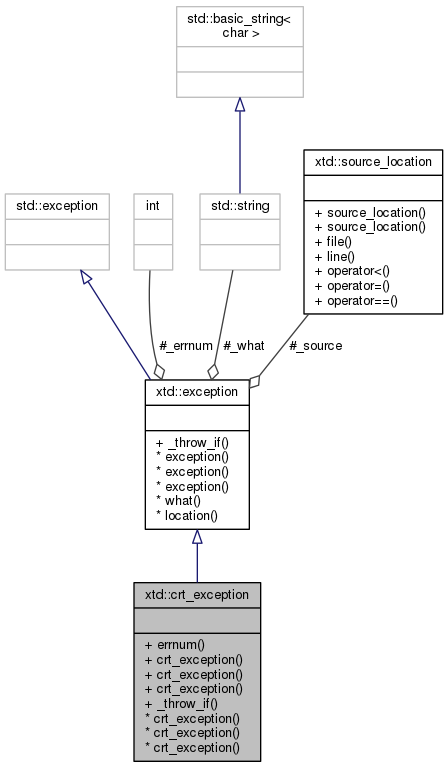 std::basic_string<
char >
xtd::source_location
+ source_location()
+ source_location()
+ file()
+ line()
+ operator<()
+ operator=()
+ operator==()
std::exception
int
std::string
#_errnum
#_what
#_source
xtd::exception
+ _throw_if()
* exception()
* exception()
* exception()
* what()
* location()
xtd::crt_exception
+ errnum()
+ crt_exception()
+ crt_exception()
+ crt_exception()
+ _throw_if()
* crt_exception()
* crt_exception()
* crt_exception()